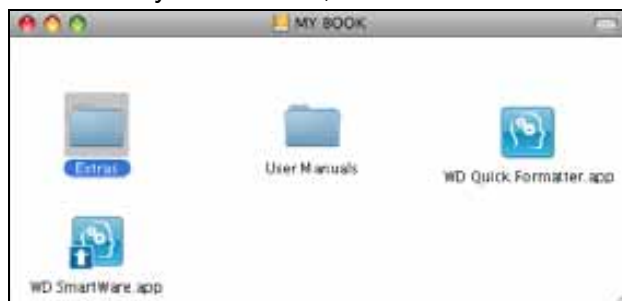 MY BOOK
Extras
User Manuals
WD Quick Formatter.app
WD SmartWare.app